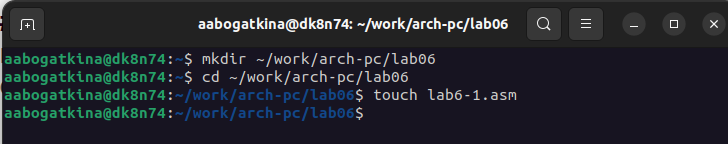 aabogatkina@dk8n74: ~/work/arch-pc/lab06
aabogatkina@dk8n74:~$ mkdir ~/work/arch-pc/lab06
aabogatkina@dk8n74:~$ cd ~/work/arch-pc/lab06
aabogatkina@dk8n74:~/work/arch-pc/lab06$ touch lab6-1.asm
aabogatkina@dk8n74:~/work/arch-pc/lab06$